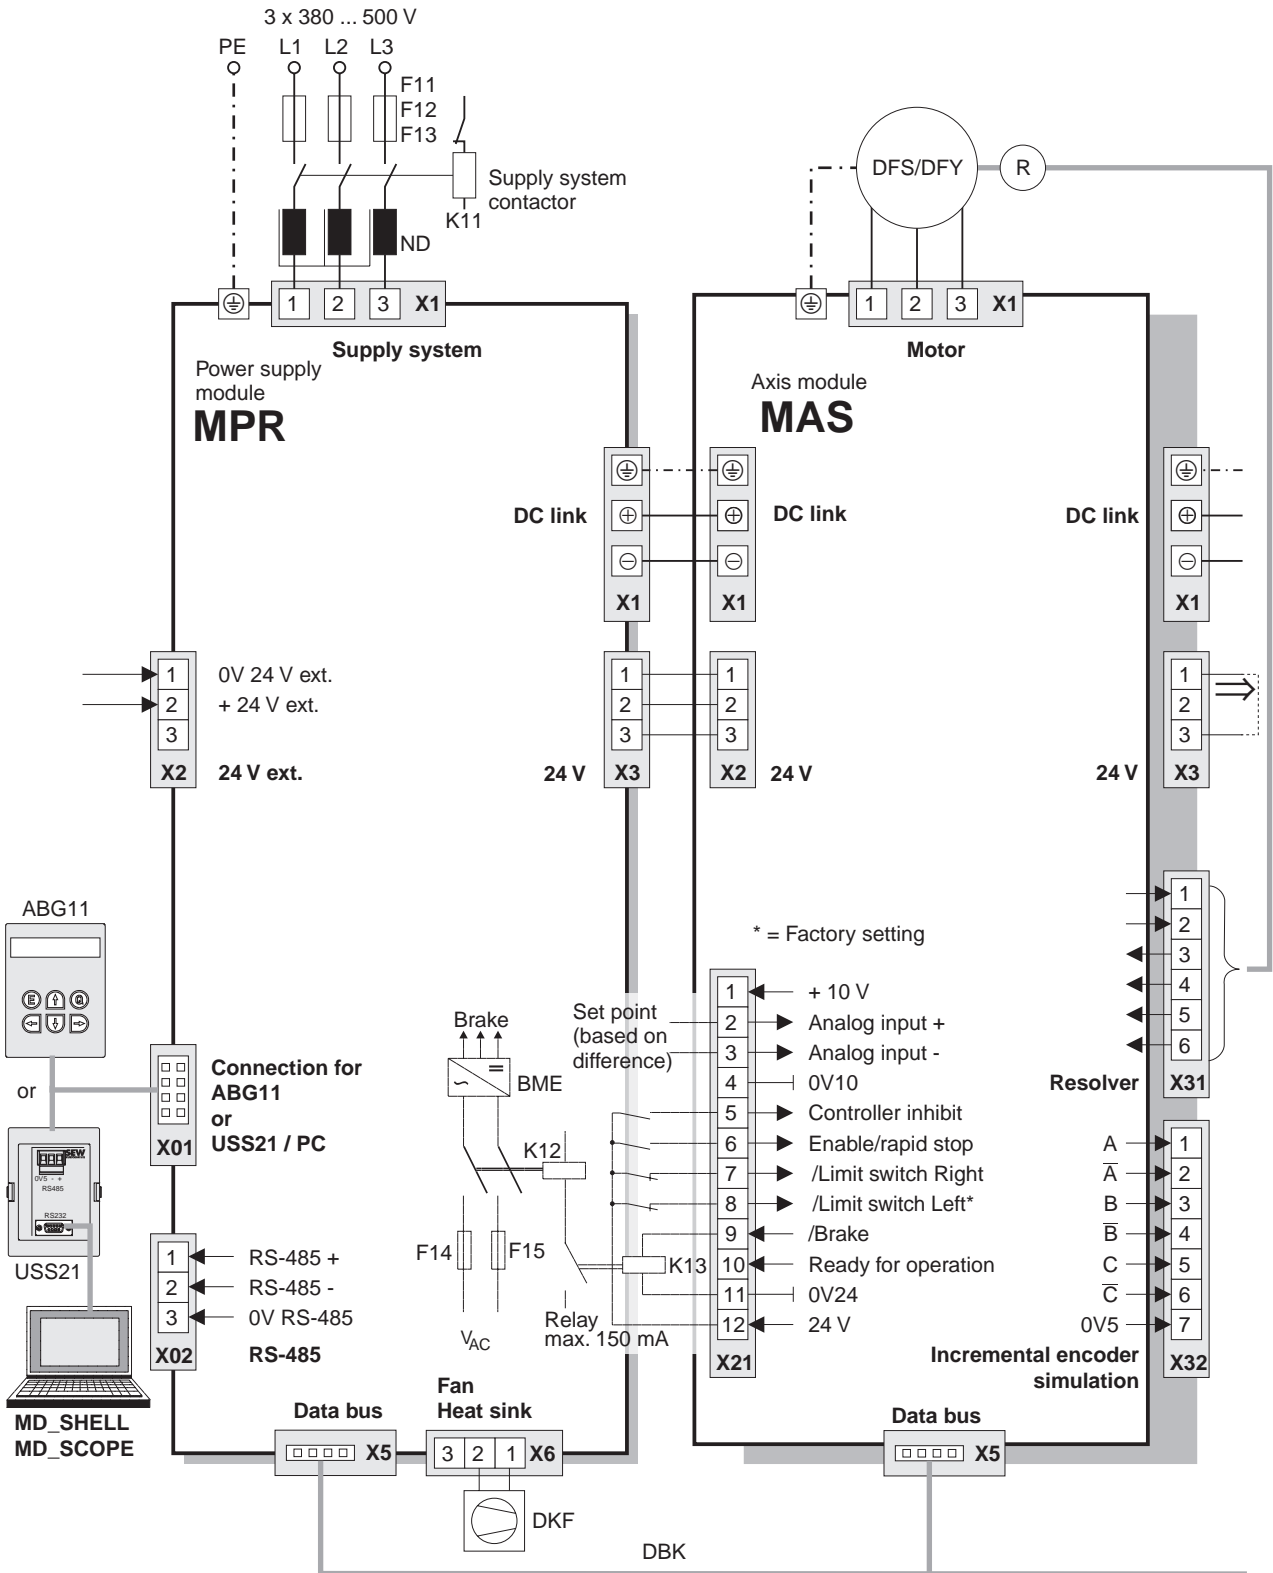 3 x 380 ... 500 V
PE L1 L2 L3
F11
F12
F13
Supply system
contactor
K11
ND
1 2 3 X1
Supply system
Power supply
module
MPR
DFS/DFY
R
1 2 3 X1
Motor
Axis module
MAS
DC link
X1
DC link
X1
DC link
X1
1
2
3
X2
0V 24 V ext.
+ 24 V ext.
24 V ext.
24 V
1
2
3
X3
1
2
3
X2
24 V
24 V
1
2
3
X3
ABG11
E Q
or
SEW
0V5 - +
RS485
RS232
USS21
MD_SHELL
MD_SCOPE
X01
Connection for
ABG11
or
USS21 / PC
1 RS-485 +
2 RS-485 -
3 0V RS-485
X02 RS-485
Brake
BME
K12
F14
F15
VAC
K13
Relay
max. 150 mA
Set point
(based on
difference)
* = Factory setting
1 + 10 V
2 Analog input +
3 Analog input -
4 0V10
5 Controller inhibit
6 Enable/rapid stop
7 /Limit switch Right
8 /Limit switch Left*
9 /Brake
10 Ready for operation
11 0V24
12 24 V
X21
1
2
3
4
5
6
Resolver X31
A 1
A̅ 2
B 3
B̅ 4
C 5
C̅ 6
0V5 7
X32
Incremental encoder
simulation
Data bus
X5
Fan
Heat sink
3 2 1 X6
DKF
Data bus
X5
DBK